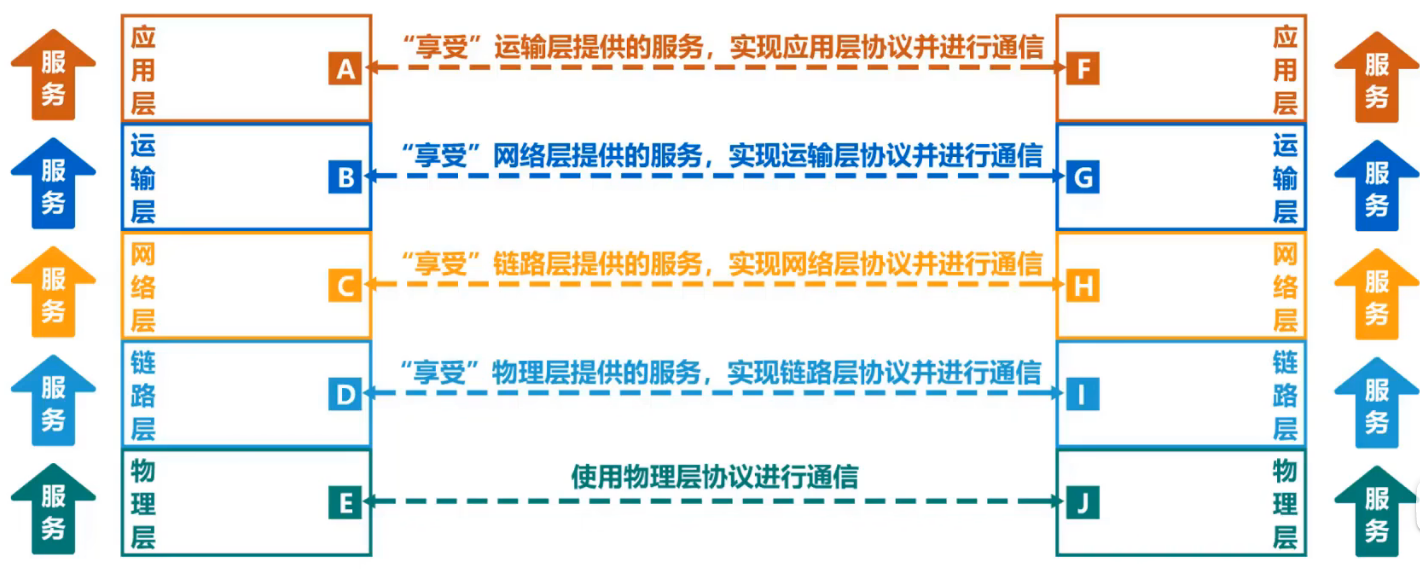 服务
应用层
A
“享受”运输层提供的服务，实现应用层协议并进行通信
F
应用层
服务
服务
运输层
B
“享受”网络层提供的服务，实现运输层协议并进行通信
G
运输层
服务
服务
网络层
C
“享受”链路层提供的服务，实现网络层协议并进行通信
H
网络层
服务
服务
链路层
D
“享受”物理层提供的服务，实现链路层协议并进行通信
I
链路层
服务
服务
物理层
E
使用物理层协议进行通信
J
物理层
服务